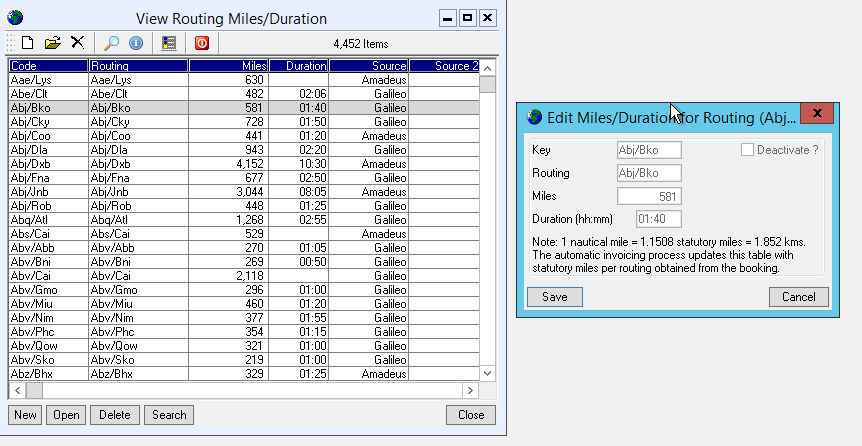 View Routing Miles/Duration
4,452 Items
Code Routing Miles Duration Source Source 2
Aae/Lys Aae/Lys 630 Amadeus
Abe/Clt Abe/Clt 482 02:06 Galileo
Abj/Bko Abj/Bko 581 01:40 Galileo
Abj/Cky Abj/Cky 728 01:50 Galileo
Abj/Coo Abj/Coo 441 01:20 Amadeus
Abj/Dla Abj/Dla 943 02:20 Galileo
Abj/Dxb Abj/Dxb 4,152 10:30 Amadeus
Abj/Fna Abj/Fna 677 02:50 Galileo
Abj/Jnb Abj/Jnb 3,044 08:05 Amadeus
Abj/Rob Abj/Rob 448 01:25 Galileo
Abq/Atl Abq/Atl 1,268 02:55 Galileo
Abs/Cai Abs/Cai 529 Amadeus
Abv/Abb Abv/Abb 270 01:05 Galileo
Abv/Bni Abv/Bni 269 00:50 Galileo
Abv/Cai Abv/Cai 2,118 Galileo
Abv/Gmo Abv/Gmo 296 01:00 Galileo
Abv/Miu Abv/Miu 460 01:20 Galileo
Abv/Nim Abv/Nim 377 01:55 Galileo
Abv/Phc Abv/Phc 354 01:15 Galileo
Abv/Qow Abv/Qow 321 01:00 Galileo
Abv/Sko Abv/Sko 219 01:00 Galileo
Abz/Bhx Abz/Bhx 329 01:25 Amadeus
New Open Delete Search Close
Edit Miles/Duration for Routing (Abj...
Key Abj/Bko Deactivate ?
Routing Abj/Bko
Miles 581
Duration (hh:mm) 01:40
Note: 1 nautical mile = 1.1508 statutory miles = 1.852 kms.
The automatic invoicing process updates this table with
statutory miles per routing obtained from the booking.
Save Cancel